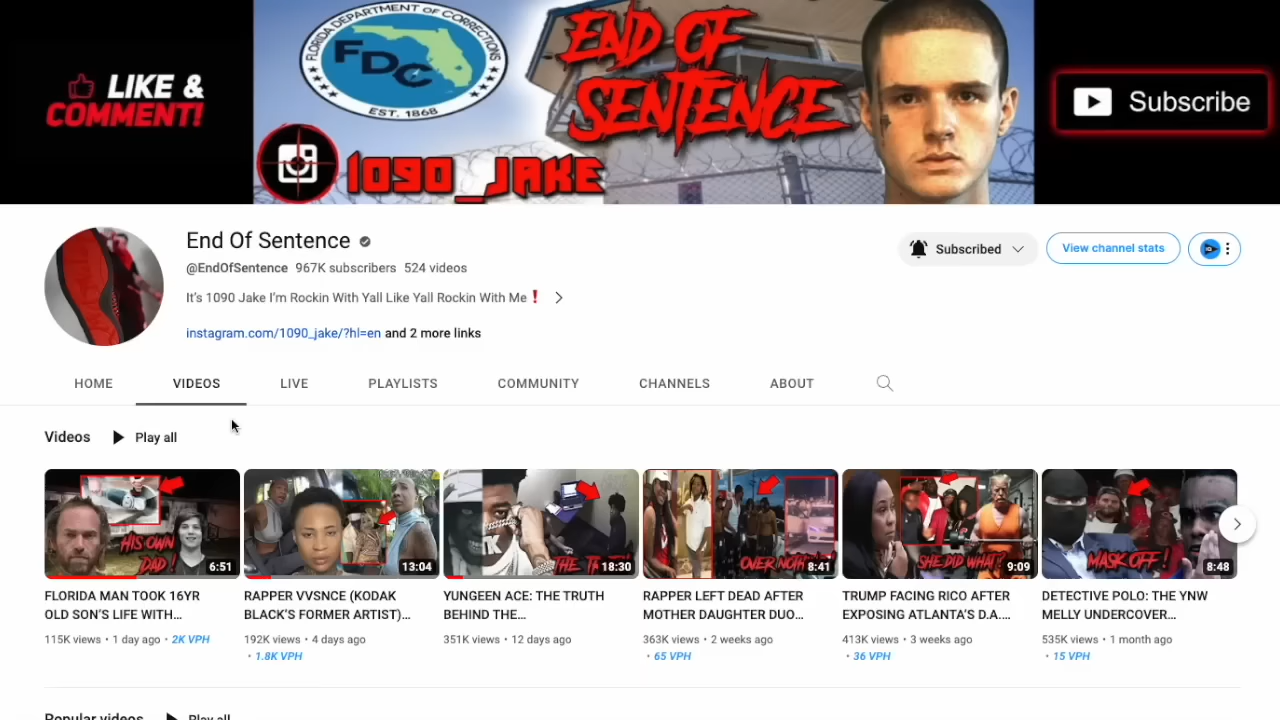 FLORIDA DEPARTMENT OF CORRECTIONS
FDC
EST. 1868
END OF
SENTENCE
LIKE &
COMMENT!
Subscribe
1090_JAKE
End Of Sentence
@EndOfSentence 967K subscribers 524 videos
It's 1090 Jake I'm Rockin With Yall Like Yall Rockin With Me❗
instagram.com/1090_jake/?hl=en and 2 more links
Subscribed
View channel stats
HOME
VIDEOS
LIVE
PLAYLISTS
COMMUNITY
CHANNELS
ABOUT
Videos
Play all
HIS OWN
DAD!
6:51
FLORIDA MAN TOOK 16YR
OLD SON'S LIFE WITH...
115K views • 1 day ago • 2K VPH
13:04
RAPPER VVSNCE (KODAK
BLACK'S FORMER ARTIST)...
192K views • 4 days ago
• 1.8K VPH
18:30
YUNGEEN ACE: THE TRUTH
BEHIND THE...
351K views • 12 days ago
8:41
RAPPER LEFT DEAD AFTER
MOTHER DAUGHTER DUO...
363K views • 2 weeks ago
• 65 VPH
SHE DID WHAT?
9:09
TRUMP FACING RICO AFTER
EXPOSING ATLANTA'S D.A....
413K views • 3 weeks ago
• 36 VPH
MASK OFF!
8:48
DETECTIVE POLO: THE YNW
MELLY UNDERCOVER...
535K views • 1 month ago
• 15 VPH
Popular videos
Play all